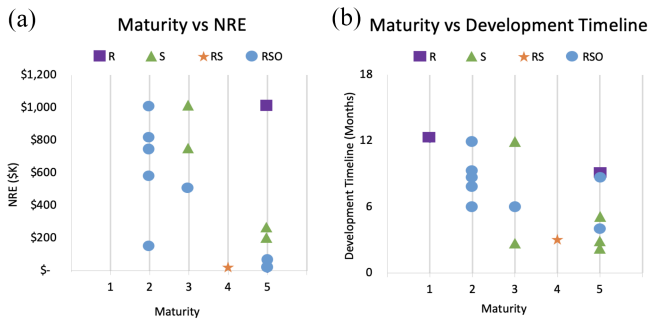 (a)
Maturity vs NRE
R S RS RSO
$1,200
$1,000
$800
$600
$400
$200
$-
NRE ($K)
1 2 3 4 5
Maturity
(b)
Maturity vs Development Timeline
R S RS RSO
18
12
6
0
Development Timeline (Months)
1 2 3 4 5
Maturity